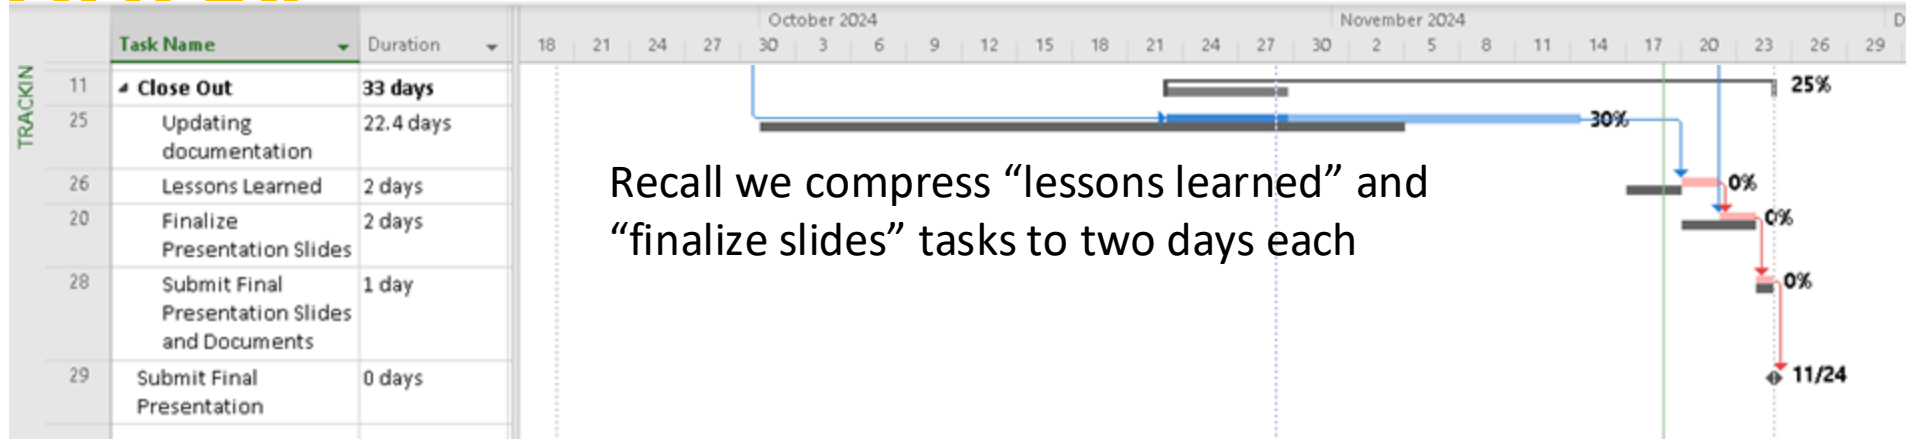 October 2024 November 2024 D
Task Name Duration 18 21 24 27 30 3 6 9 12 15 18 21 24 27 30 2 5 8 11 14 17 20 23 26 29
TRACKIN
11 Close Out 33 days 25%
25 Updating 22.4 days 30%
documentation
26 Lessons Learned 2 days 0%
Recall we compress “lessons learned” and
“finalize slides” tasks to two days each
20 Finalize 2 days 0%
Presentation Slides
28 Submit Final 1 day 0%
Presentation Slides
and Documents
29 Submit Final 0 days 11/24
Presentation